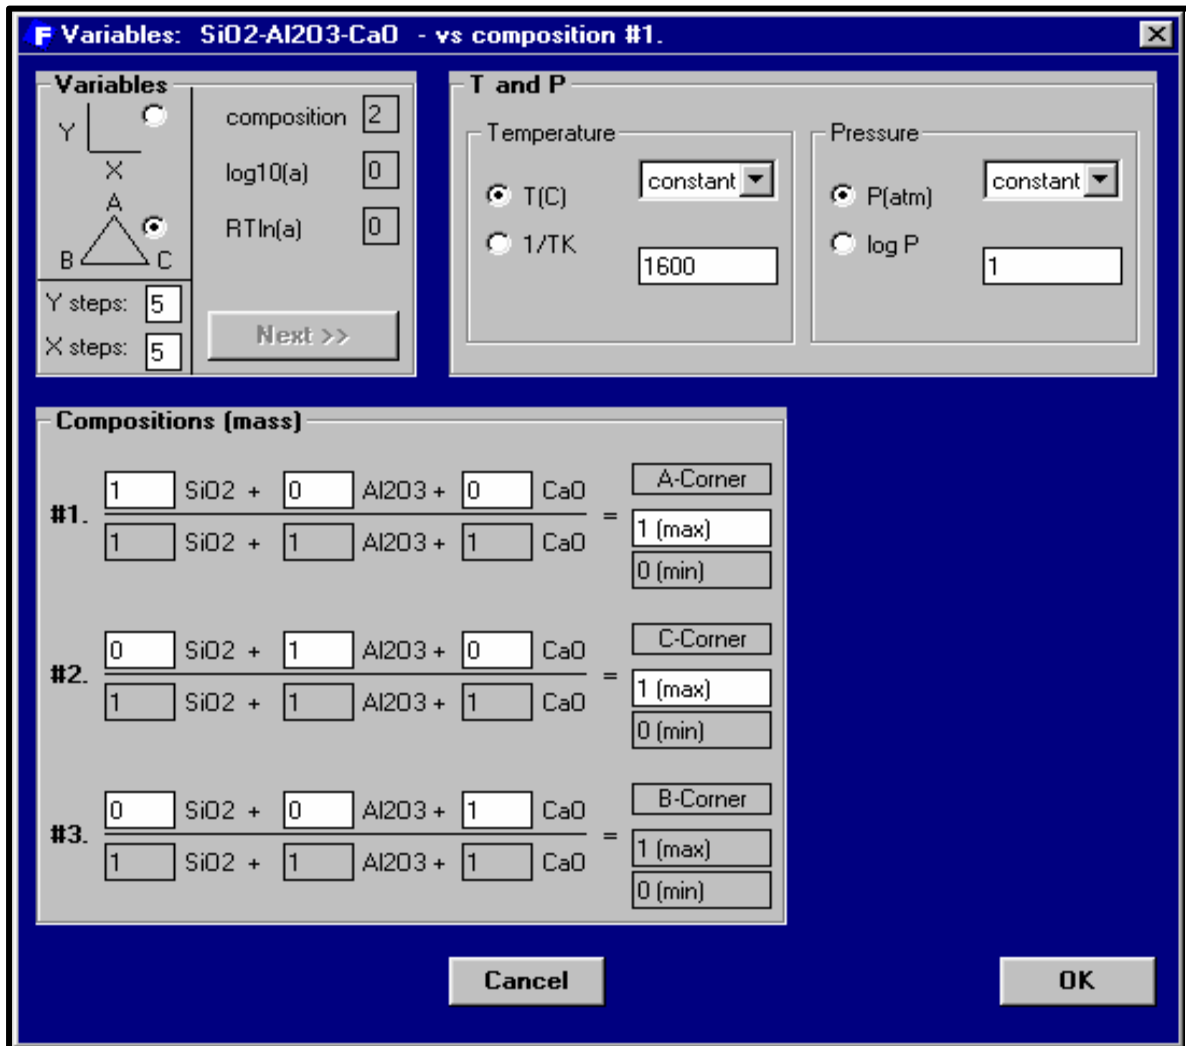 F Variables: SiO2-Al2O3-CaO - vs composition #1.
Variables
Y
X
A
B C
Y steps: 5
X steps: 5
composition 2
log10(a) 0
RTln(a) 0
Next >>
T and P
Temperature
T(C)
1/TK
constant
1600
Pressure
P(atm)
log P
constant
1
Compositions (mass)
#1.
1 SiO2 + 0 Al2O3 + 0 CaO
1 SiO2 + 1 Al2O3 + 1 CaO
=
A-Corner
1 (max)
0 (min)
#2.
0 SiO2 + 1 Al2O3 + 0 CaO
1 SiO2 + 1 Al2O3 + 1 CaO
=
C-Corner
1 (max)
0 (min)
#3.
0 SiO2 + 0 Al2O3 + 1 CaO
1 SiO2 + 1 Al2O3 + 1 CaO
=
B-Corner
1 (max)
0 (min)
Cancel
OK